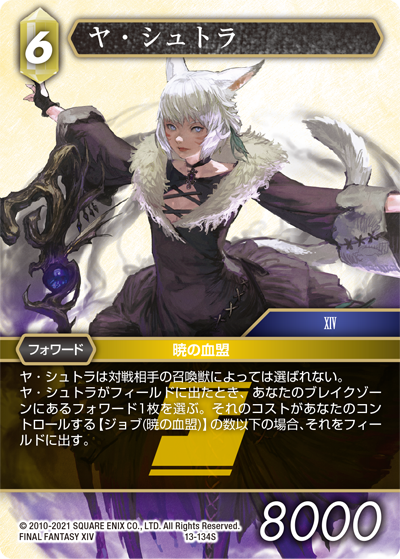 6
ヤ・シュトラ
XIV
フォワード
暁の血盟
ヤ・シュトラは対戦相手の召喚獣によっては選ばれない。
ヤ・シュトラがフィールドに出たとき、あなたのブレイクゾー
ンにあるフォワード1枚を選ぶ。それのコストがあなたのコン
トロールする【ジョブ(暁の血盟)】の数以下の場合、それをフィー
ルドに出す。
© 2010-2021 SQUARE ENIX CO., LTD. All Rights Reserved.
FINAL FANTASY XIV
13-134S
8000